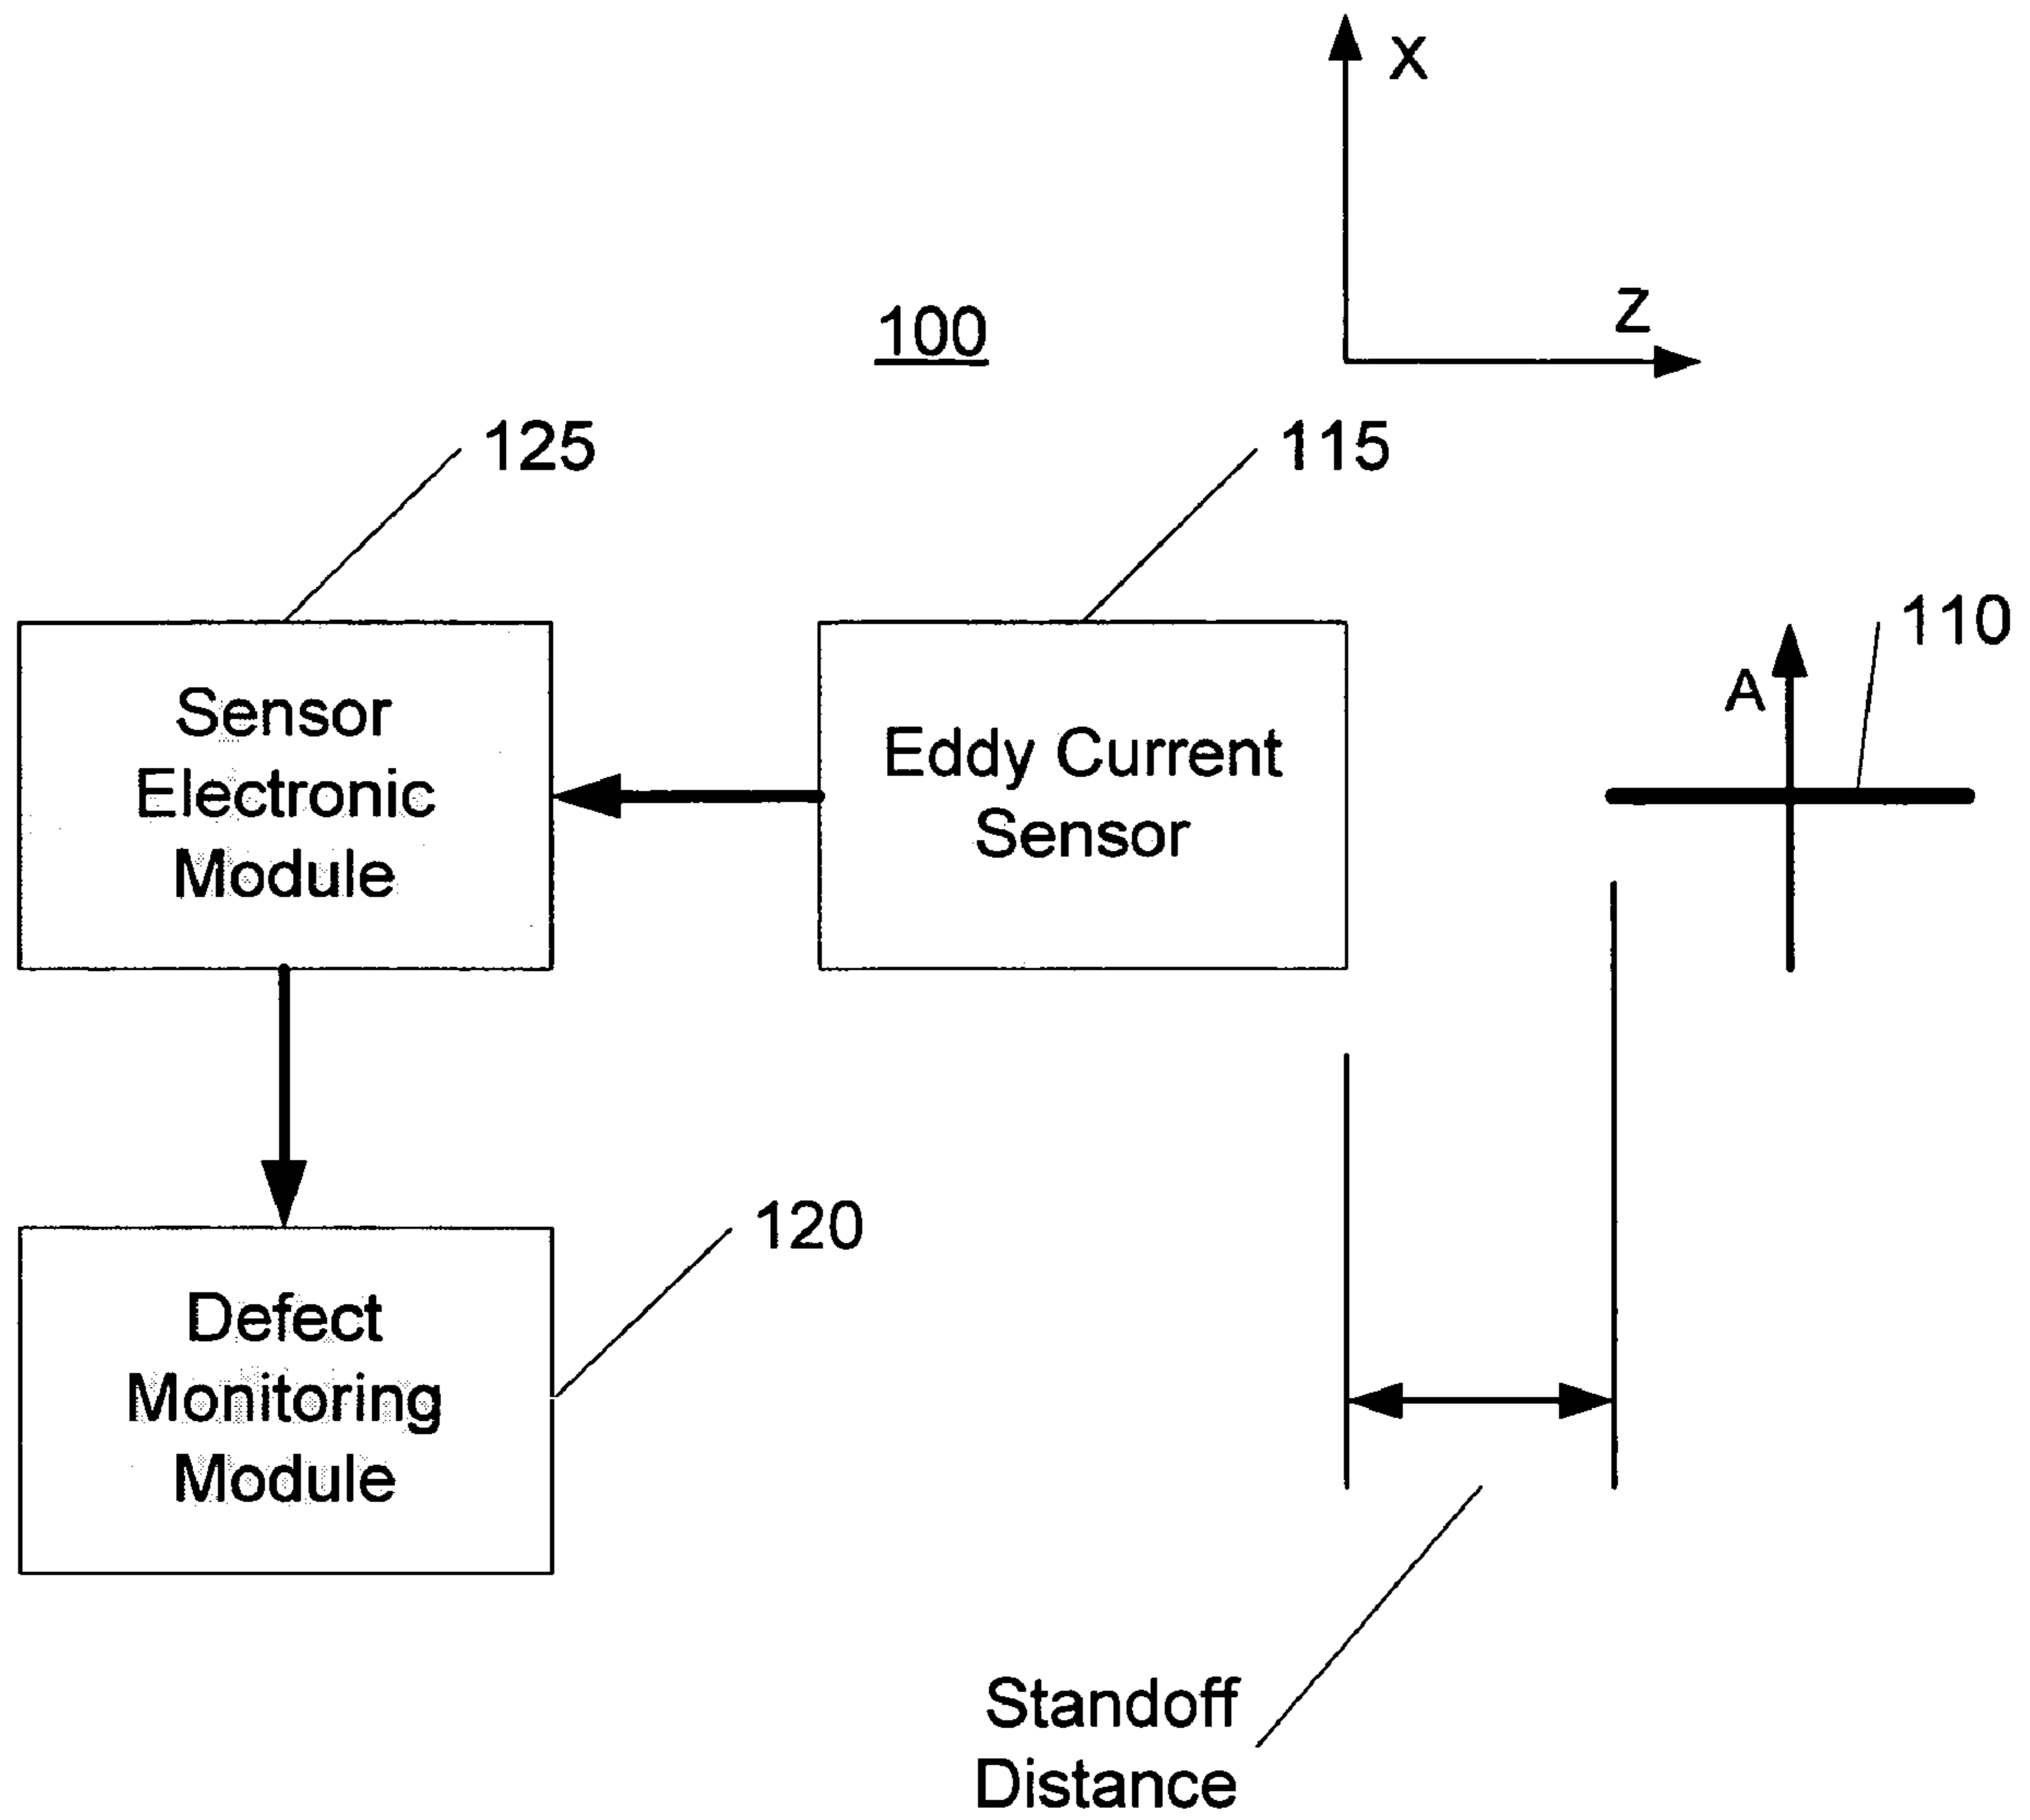 X
Z
100
125
115
110
A
Sensor
Electronic
Module
Eddy Current
Sensor
120
Defect
Monitoring
Module
Standoff
Distance